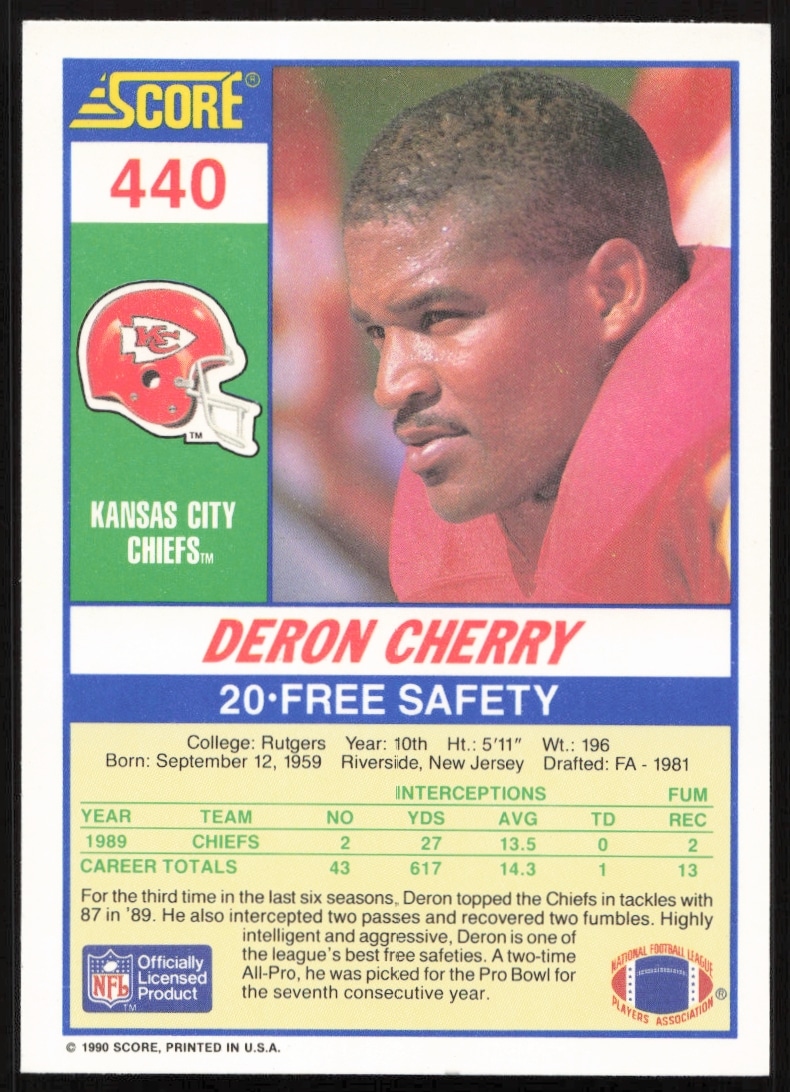 SCORE®
440
KC
TM
KANSAS CITY
CHIEFS TM
DERON CHERRY
20•FREE SAFETY
College: Rutgers Year: 10th Ht.: 5'11" Wt.: 196
Born: September 12, 1959 Riverside, New Jersey Drafted: FA - 1981
INTERCEPTIONS FUM
YEAR TEAM NO YDS AVG TD REC
1989 CHIEFS 2 27 13.5 0 2
CAREER TOTALS 43 617 14.3 1 13
For the third time in the last six seasons, Deron topped the Chiefs in tackles with
87 in '89. He also intercepted two passes and recovered two fumbles. Highly
intelligent and aggressive, Deron is one of
the league's best free safeties. A two-time
All-Pro, he was picked for the Pro Bowl for
the seventh consecutive year.
NFL
Officially
Licensed
Product
TM
NATIONAL FOOTBALL LEAGUE
PLAYERS ASSOCIATION
®
© 1990 SCORE, PRINTED IN U.S.A.